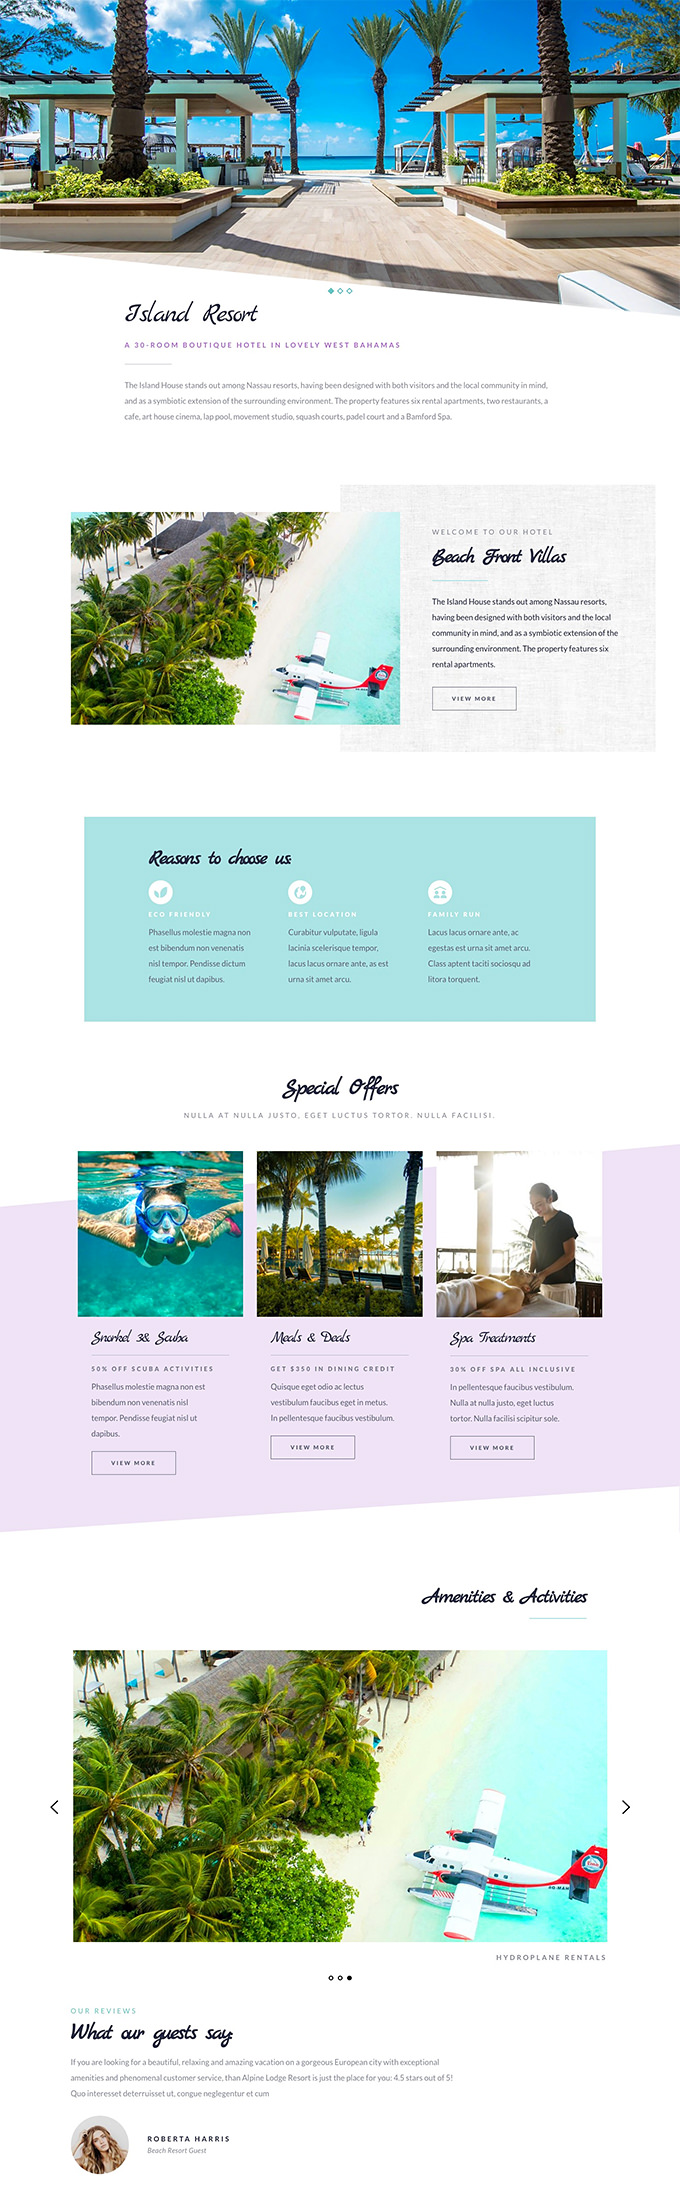 Island Resort
A 30-ROOM BOUTIQUE HOTEL IN LOVELY WEST BAHAMAS
The Island House stands out among Nassau resorts, having been designed with both visitors and the local community in mind,
and as a symbiotic extension of the surrounding environment. The property features six rental apartments, two restaurants, a
cafe, art house cinema, lap pool, movement studio, squash courts, padel court and a Bamford Spa.
WELCOME TO OUR HOTEL
Beach Front Villas
The Island House stands out among Nassau resorts,
having been designed with both visitors and the local
community in mind, and as a symbiotic extension of the
surrounding environment. The property features six
rental apartments.
VIEW MORE
Reasons to choose us:
ECO FRIENDLY
Phasellus molestie magna non
est bibendum non venenatis
nisl tempor. Pendisse dictum
feugiat nisl ut dapibus.
BEST LOCATION
Curabitur vulputate, ligula
lacinia scelerisque tempor,
lacus lacus ornare ante, as est
urna sit amet arcu.
FAMILY RUN
Lacus lacus ornare ante, ac
egestas est urna sit amet arcu.
Class aptent taciti sociosqu ad
litora torquent.
Special Offers
NULLA AT NULLA JUSTO, EGET LUCTUS TORTOR. NULLA FACILISI.
Snorkel & Scuba
50% OFF SCUBA ACTIVITIES
Phasellus molestie magna non est
bibendum non venenatis nisl
tempor. Pendisse feugiat nisl ut
dapibus.
VIEW MORE
Meals & Deals
GET $350 IN DINING CREDIT
Quisque eget odio ac lectus
vestibulum faucibus eget in metus.
In pellentesque faucibus vestibulum.
VIEW MORE
Spa Treatments
30% OFF SPA ALL INCLUSIVE
In pellentesque faucibus vestibulum.
Nulla at nulla justo, eget luctus
tortor. Nulla facilisi scipitur sole.
VIEW MORE
Amenities & Activities
HYDROPLANE RENTALS
OUR REVIEWS
What our guests say:
If you are looking for a beautiful, relaxing and amazing vacation on a gorgeous European city with exceptional
amenities and phenomenal customer service, than Alpine Lodge Resort is just the place for you: 4.5 stars out of 5!
Quo interesset deterruisset ut, congue neglegentur et cum
ROBERTA HARRIS
Beach Resort Guest